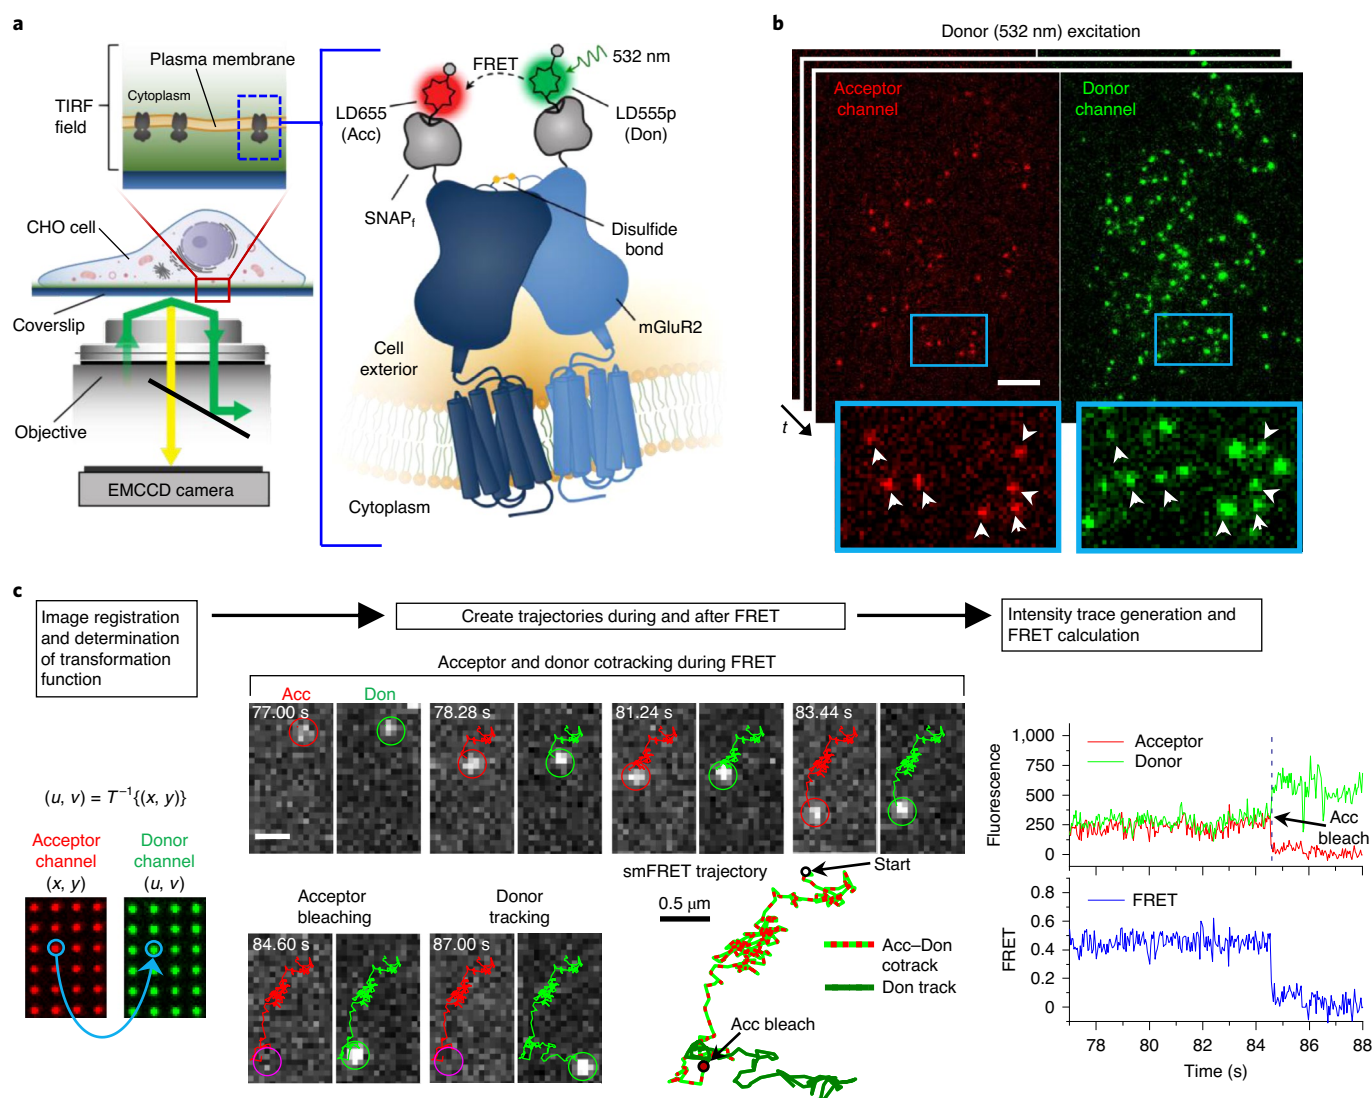 a
TIRF
field
Plasma membrane
Cytoplasm
CHO cell
Coverslip
Objective
EMCCD camera
FRET
532 nm
LD655
(Acc)
LD555p
(Don)
SNAPf
Disulfide
bond
mGluR2
Cell
exterior
Cytoplasm
b
Donor (532 nm) excitation
Acceptor
channel
Donor
channel
t
c
Image registration
and determination
of transformation
function
Create trajectories during and after FRET
Intensity trace generation and
FRET calculation
(u, v) = T⁻¹{(x, y)}
Acceptor
channel
(x, y)
Donor
channel
(u, v)
Acceptor and donor cotracking during FRET
Acc
Don
77.00 s
78.28 s
81.24 s
83.44 s
Acceptor
bleaching
Donor
tracking
84.60 s
87.00 s
smFRET trajectory
Start
0.5 μm
Acc–Don
cotrack
Don track
Acc bleach
Fluorescence
1,000
750
500
250
0
Acceptor
Donor
Acc
bleach
FRET
0.8
0.6
0.4
0.2
0
FRET
78
80
82
84
86
88
Time (s)